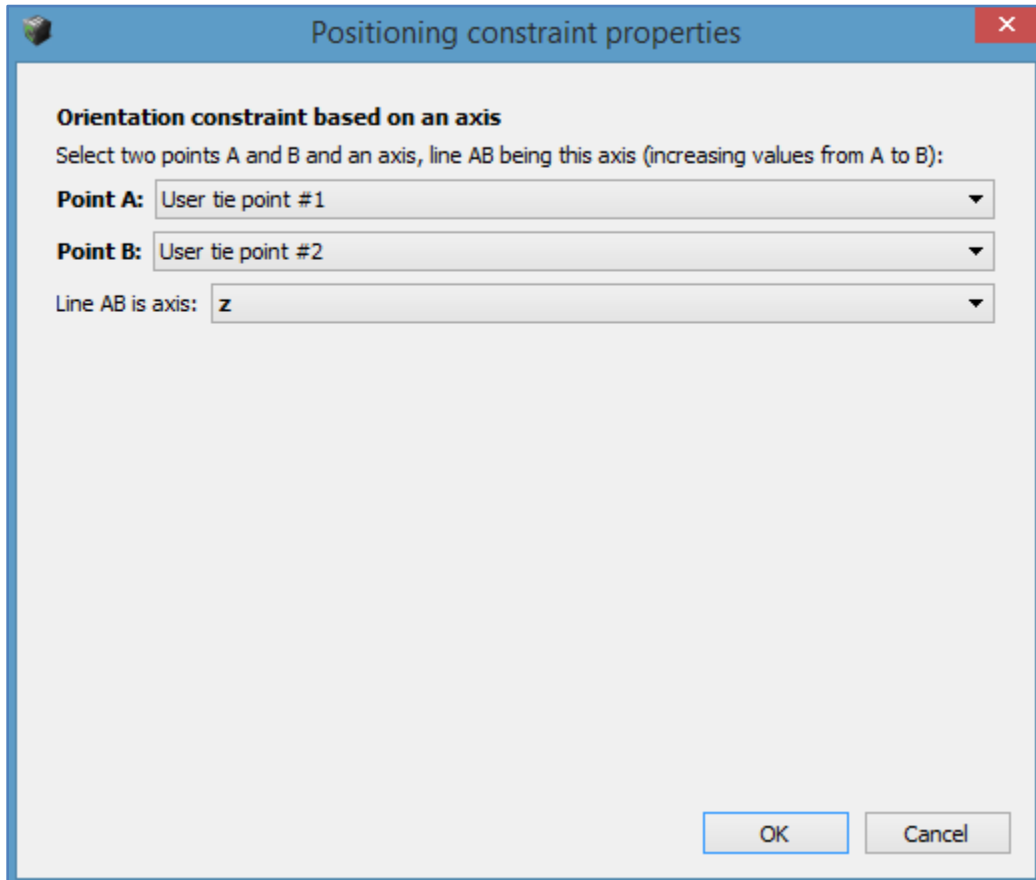 Positioning constraint properties
Orientation constraint based on an axis
Select two points A and B and an axis, line AB being this axis (increasing values from A to B):
Point A: User tie point #1
Point B: User tie point #2
Line AB is axis: z
OK Cancel